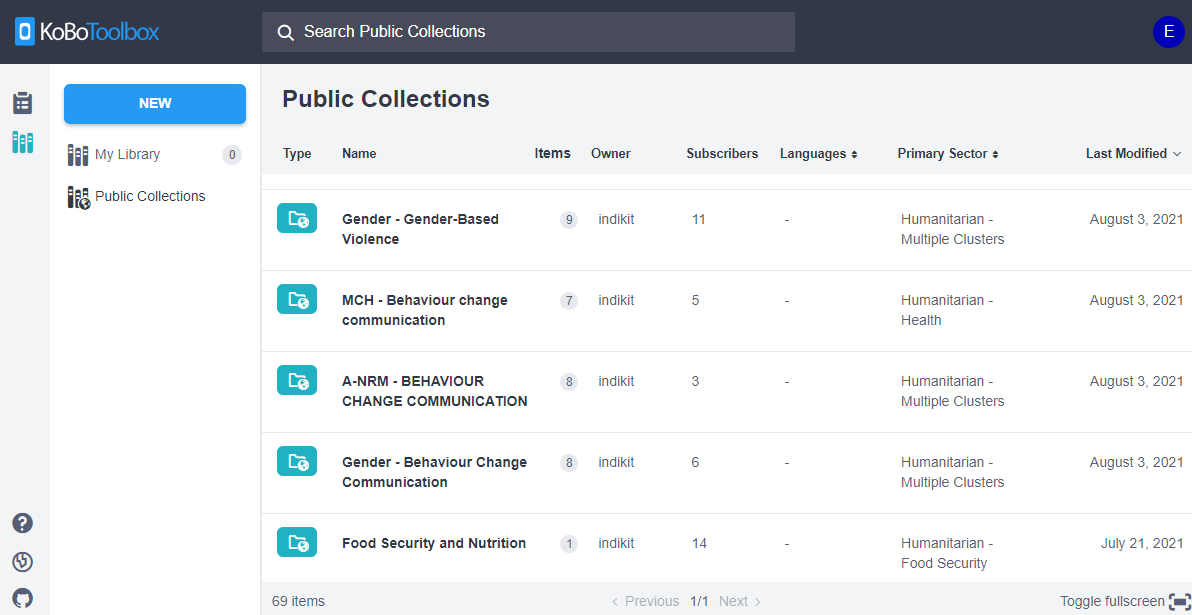 KoBoToolbox
Search Public Collections
E
NEW
My Library 0
Public Collections
Public Collections
Type Name Items Owner Subscribers Languages Primary Sector Last Modified
Gender - Gender-Based 9 indikit 11 - Humanitarian - August 3, 2021
Violence Multiple Clusters
MCH - Behaviour change 7 indikit 5 - Humanitarian - August 3, 2021
communication Health
A-NRM - BEHAVIOUR 8 indikit 3 - Humanitarian - August 3, 2021
CHANGE COMMUNICATION Multiple Clusters
Gender - Behaviour Change 8 indikit 6 - Humanitarian - August 3, 2021
Communication Multiple Clusters
Food Security and Nutrition 1 indikit 14 - Humanitarian - July 21, 2021
Food Security
69 items < Previous 1/1 Next > Toggle fullscreen